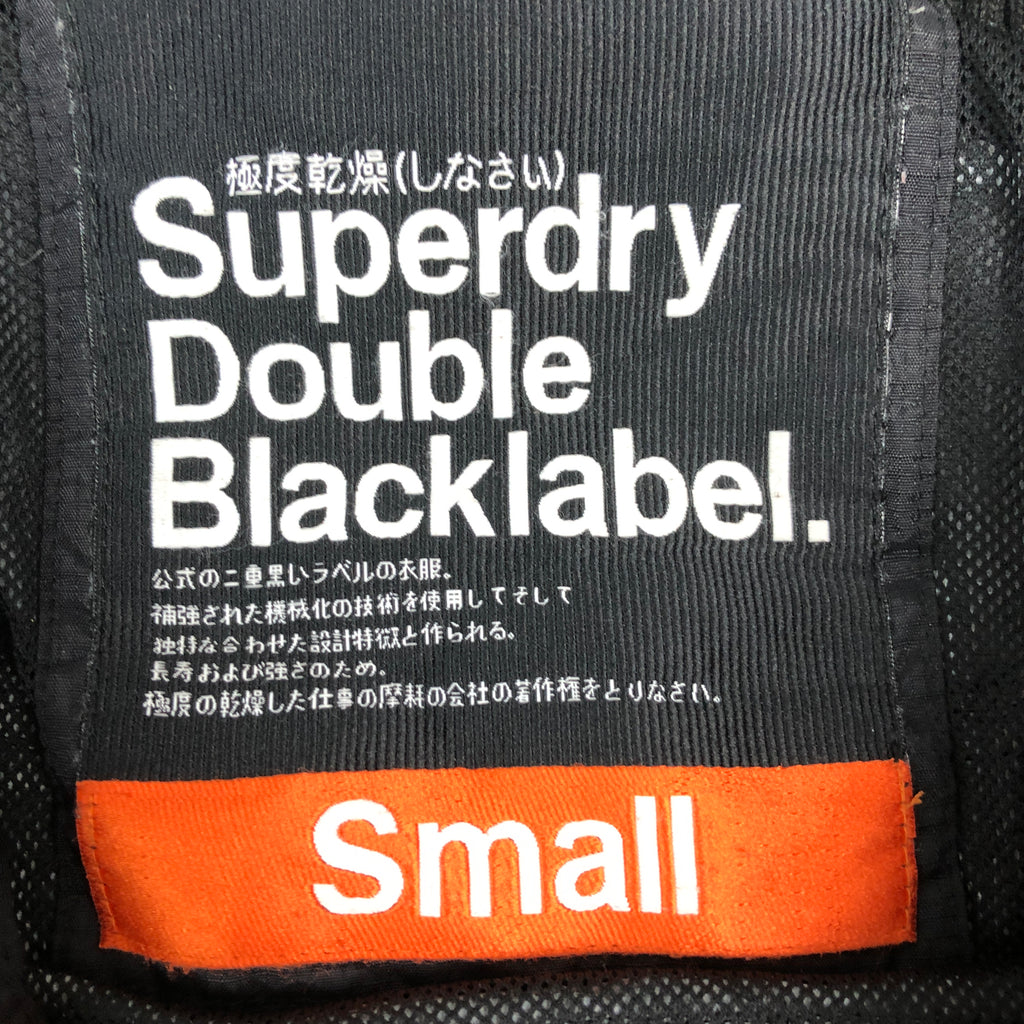 極度乾燥(しなさい)
Superdry
Double
Blacklabel.
公式の二重黒いラベルの衣服。
補強された機械化の技術を使用してそして
独特な合わせた設計特徴と作られる。
長寿および強さのため。
極度の乾燥した仕事の摩耗の会社の著作権をとりなさい。
Small